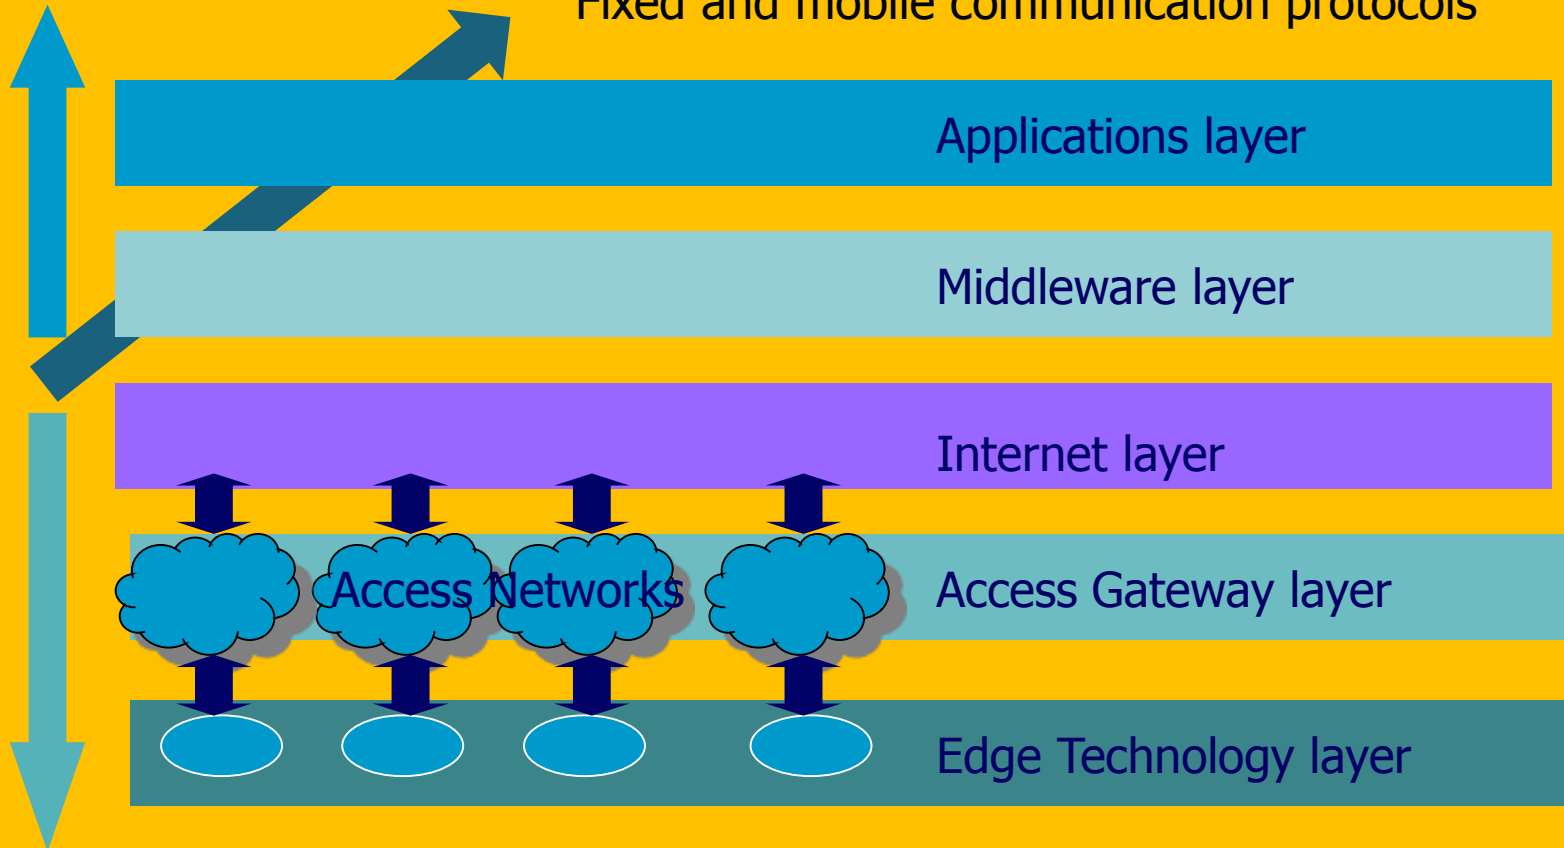 Fixed and mobile communication protocols
Applications layer
Middleware layer
Internet layer
Access Networks
Access Gateway layer
Edge Technology layer